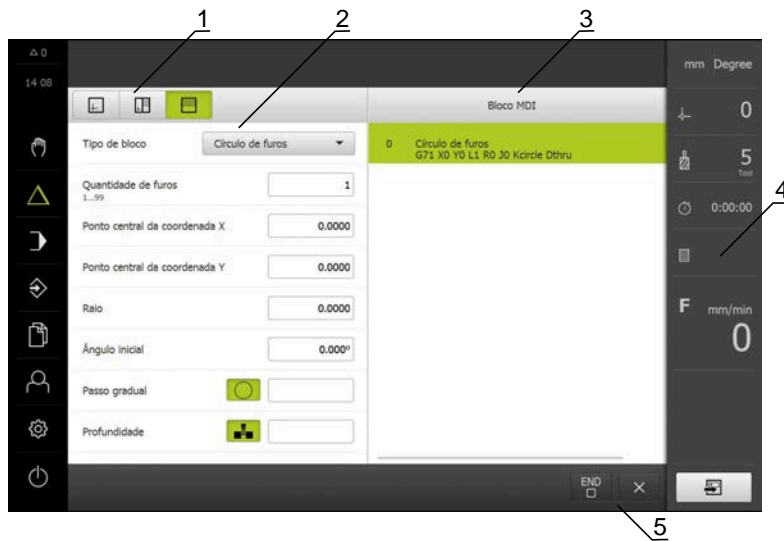 1
2
3
0
mm Degree
14 08
Bloco MDI
0
Tipo de bloco
Círculo de furos
0 Círculo de furos
G71 X0 Y0 L1 R0 J0 Kcircle Dthru
5
Tool
Quantidade de furos
1...99
1
4
0:00:00
Ponto central da coordenada X
0.0000
Ponto central da coordenada Y
0.0000
Raio
0.0000
F mm/min
0
Ângulo inicial
0.000º
Passo gradual
Profundidade
END
5